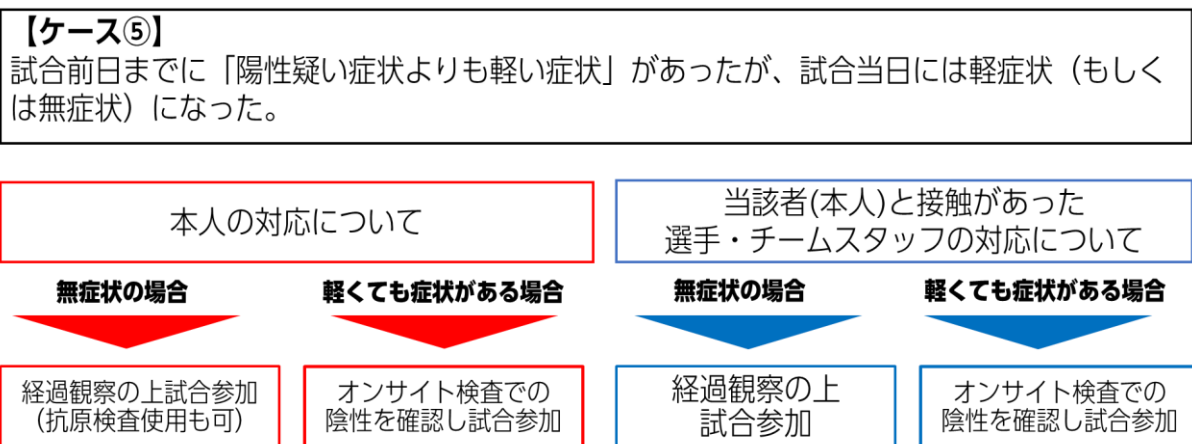 【ケース⑤】
試合前日までに「陽性疑い症状よりも軽い症状」があったが、試合当日には軽症状（もしく
は無症状）になった。
本人の対応について
当該者(本人)と接触があった
選手・チームスタッフの対応について
無症状の場合
軽くても症状がある場合
無症状の場合
軽くても症状がある場合
経過観察の上試合参加
（抗原検査使用も可）
オンサイト検査での
陰性を確認し試合参加
経過観察の上
試合参加
オンサイト検査での
陰性を確認し試合参加